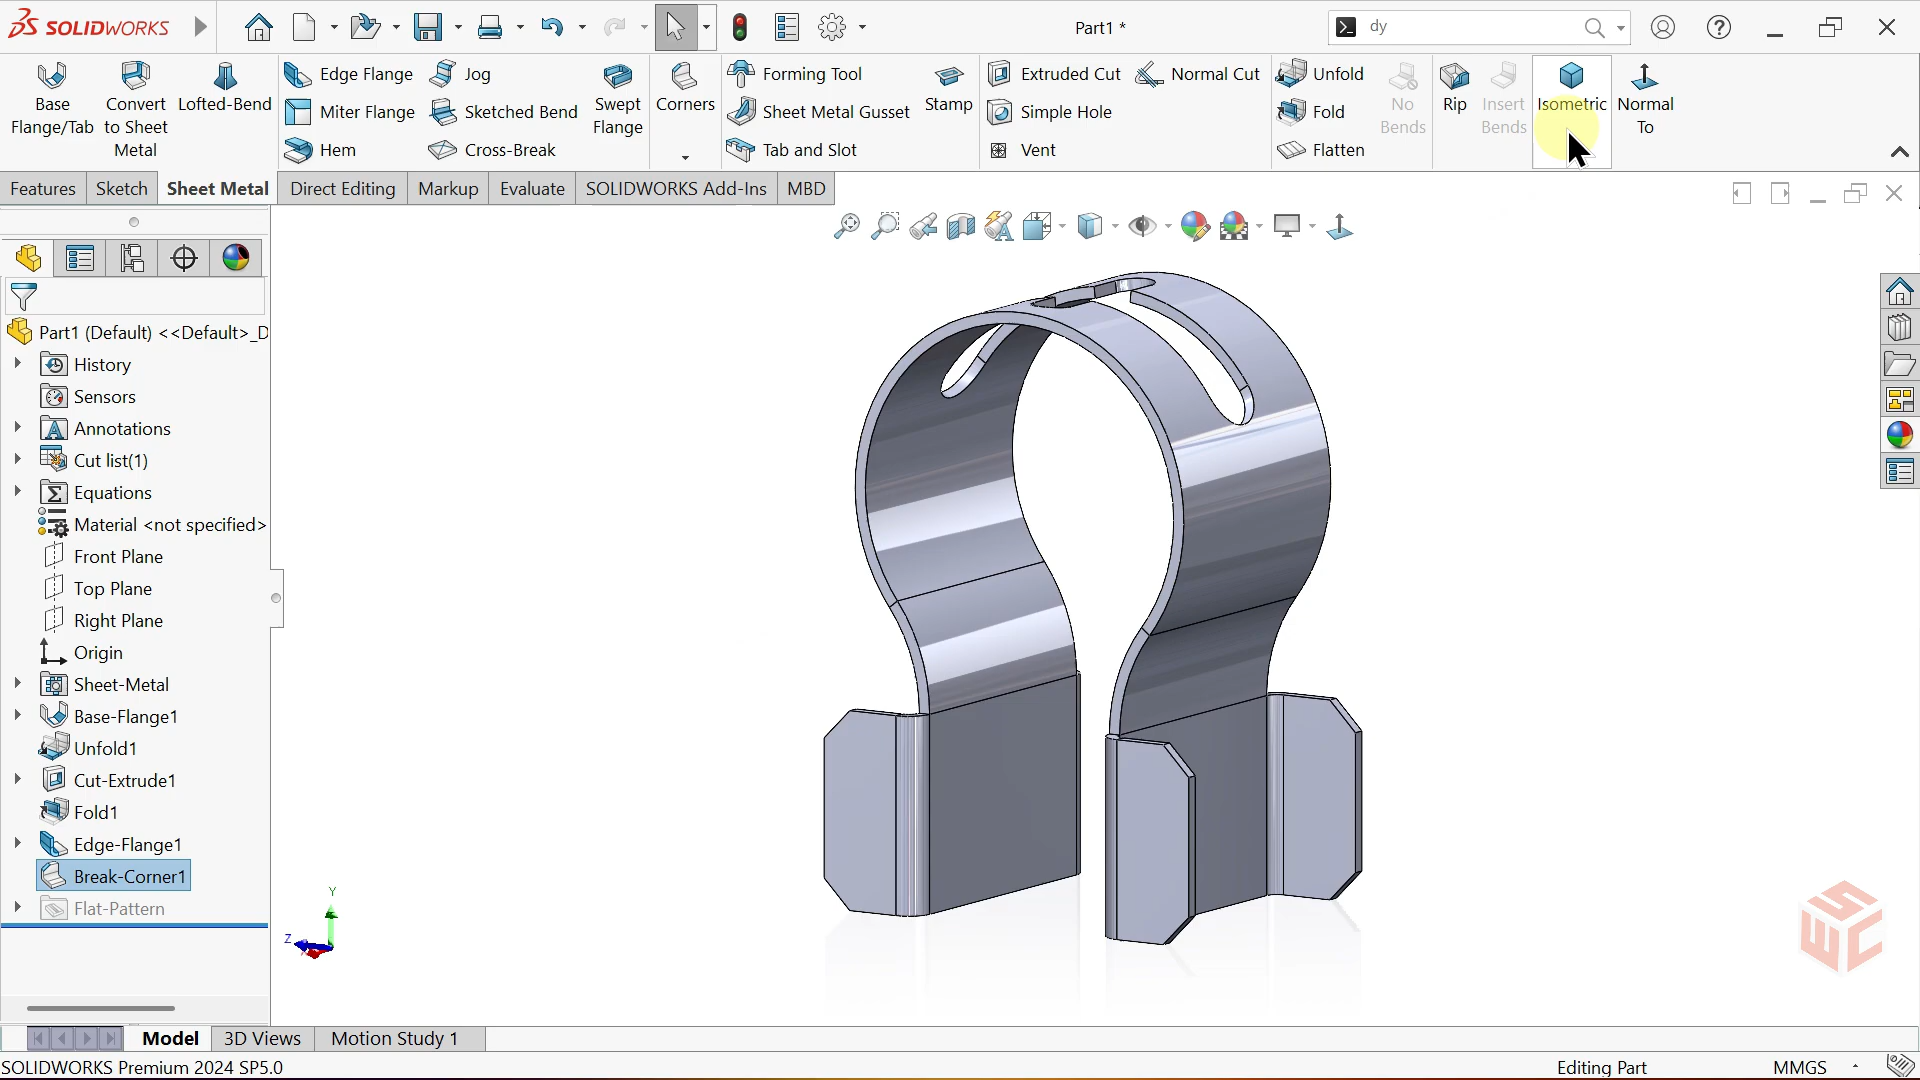 SOLIDWORKS
Part1 *
dy
Base Flange/Tab
Convert to Sheet Metal
Lofted-Bend
Edge Flange
Miter Flange
Hem
Jog
Sketched Bend
Cross-Break
Swept Flange
Corners
Forming Tool
Sheet Metal Gusset
Tab and Slot
Stamp
Extruded Cut
Simple Hole
Vent
Normal Cut
Unfold
Fold
Flatten
No Bends
Rip
Insert Bends
Isometric
Normal To
Features
Sketch
Sheet Metal
Direct Editing
Markup
Evaluate
SOLIDWORKS Add-Ins
MBD
Part1 (Default) <<Default>_D
History
Sensors
Annotations
Cut list(1)
Equations
Material <not specified>
Front Plane
Top Plane
Right Plane
Origin
Sheet-Metal
Base-Flange1
Unfold1
Cut-Extrude1
Fold1
Edge-Flange1
Break-Corner1
Flat-Pattern
Y
Z
SWC
Model
3D Views
Motion Study 1
SOLIDWORKS Premium 2024 SP5.0
Editing Part
MMGS